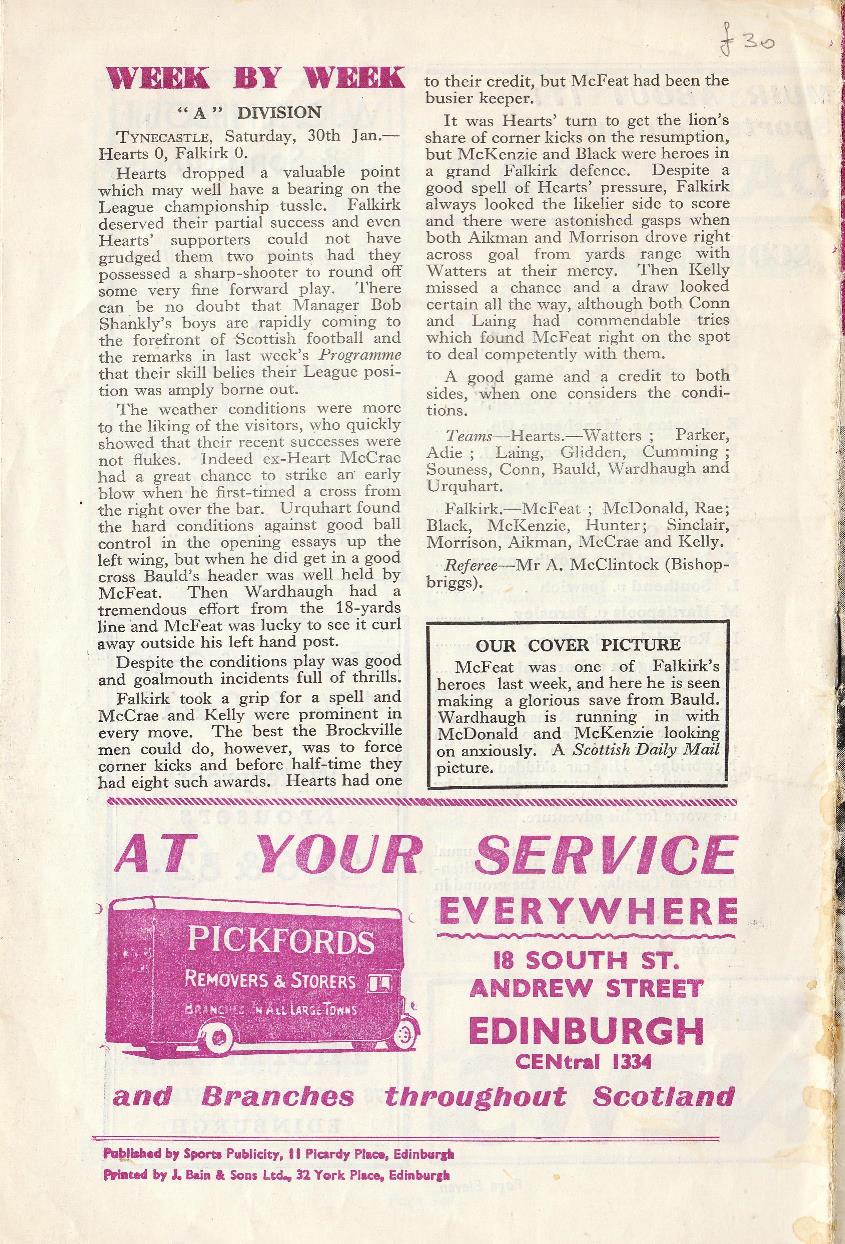 £30
WEEK BY WEEK
“ A ” DIVISION
TYNECASTLE, Saturday, 30th Jan.—
Hearts 0, Falkirk 0.
Hearts dropped a valuable point
which may well have a bearing on the
League championship tussle. Falkirk
deserved their partial success and even
Hearts' supporters could not have
grudged them two points had they
possessed a sharp-shooter to round off
some very fine forward play. There
can be no doubt that Manager Bob
Shankly's boys are rapidly coming to
the forefront of Scottish football and
the remarks in last week's Programme
that their skill belies their League posi-
tion was amply borne out.
The weather conditions were more
to the liking of the visitors, who quickly
showed that their recent successes were
not flukes. Indeed ex-Heart McCrae
had a great chance to strike an early
blow when he first-timed a cross from
the right over the bar. Urquhart found
the hard conditions against good ball
control in the opening essays up the
left wing, but when he did get in a good
cross Bauld's header was well held by
McFeat. Then Wardhaugh had a
tremendous effort from the 18-yards
line and McFeat was lucky to see it curl
away outside his left hand post.
Despite the conditions play was good
and goalmouth incidents full of thrills.
Falkirk took a grip for a spell and
McCrae and Kelly were prominent in
every move. The best the Brockville
men could do, however, was to force
corner kicks and before half-time they
had eight such awards. Hearts had one
to their credit, but McFeat had been the
busier keeper.
It was Hearts' turn to get the lion's
share of corner kicks on the resumption,
but McKenzie and Black were heroes in
a grand Falkirk defence. Despite a
good spell of Hearts' pressure, Falkirk
always looked the likelier side to score
and there were astonished gasps when
both Aikman and Morrison drove right
across goal from yards range with
Watters at their mercy. Then Kelly
missed a chance and a draw looked
certain all the way, although both Conn
and Laing had commendable tries
which found McFeat right on the spot
to deal competently with them.
A good game and a credit to both
sides, when one considers the condi-
tions.
Teams—Hearts.—Watters ; Parker,
Adie ; Laing, Glidden, Cumming ;
Souness, Conn, Bauld, Wardhaugh and
Urquhart.
Falkirk.—McFeat ; McDonald, Rae;
Black, McKenzie, Hunter; Sinclair,
Morrison, Aikman, McCrae and Kelly.
Referee—Mr A. McClintock (Bishop-
briggs).
OUR COVER PICTURE
McFeat was one of Falkirk's
heroes last week, and here he is seen
making a glorious save from Bauld.
Wardhaugh is running in with
McDonald and McKenzie looking
on anxiously. A Scottish Daily Mail
picture.
AT YOUR SERVICE
EVERYWHERE
PICKFORDS
REMOVERS & STORERS
BRANCHES IN ALL LARGE TOWNS
18 SOUTH ST.
ANDREW STREET
EDINBURGH
CENtral 1334
and Branches throughout Scotland
Published by Sports Publicity, 11 Picardy Place, Edinburgh
Printed by J. Bain & Sons Ltd., 32 York Place, Edinburgh